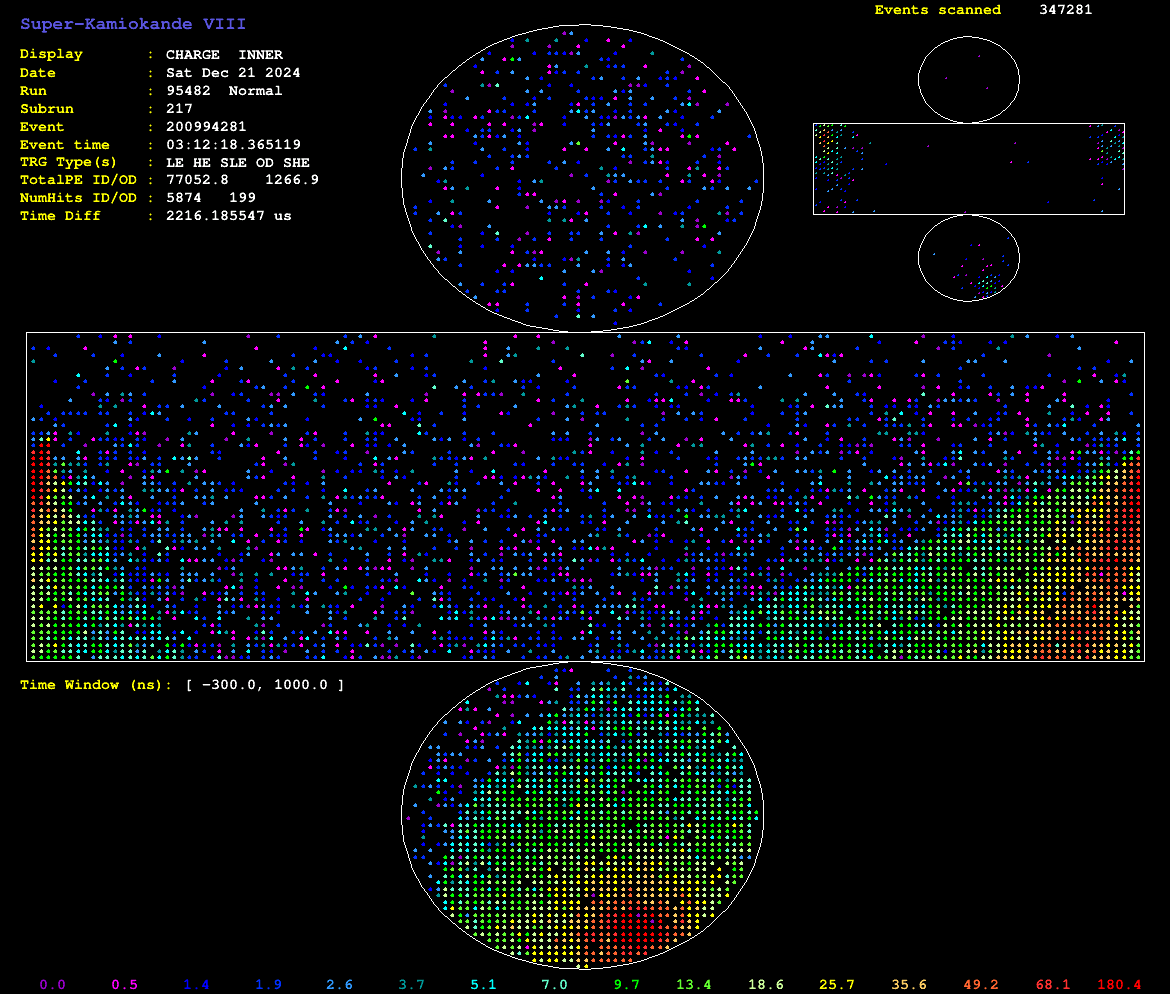 Super-Kamiokande VIII
Events scanned 347281
Display : CHARGE INNER
Date : Sat Dec 21 2024
Run : 95482 Normal
Subrun : 217
Event : 200994281
Event time : 03:12:18.365119
TRG Type(s) : LE HE SLE OD SHE
TotalPE ID/OD : 77052.8 1266.9
NumHits ID/OD : 5874 199
Time Diff : 2216.185547 us
Time Window (ns): [ -300.0, 1000.0 ]
0.0 0.5 1.4 1.9 2.6 3.7 5.1 7.0 9.7 13.4 18.6 25.7 35.6 49.2 68.1 180.4